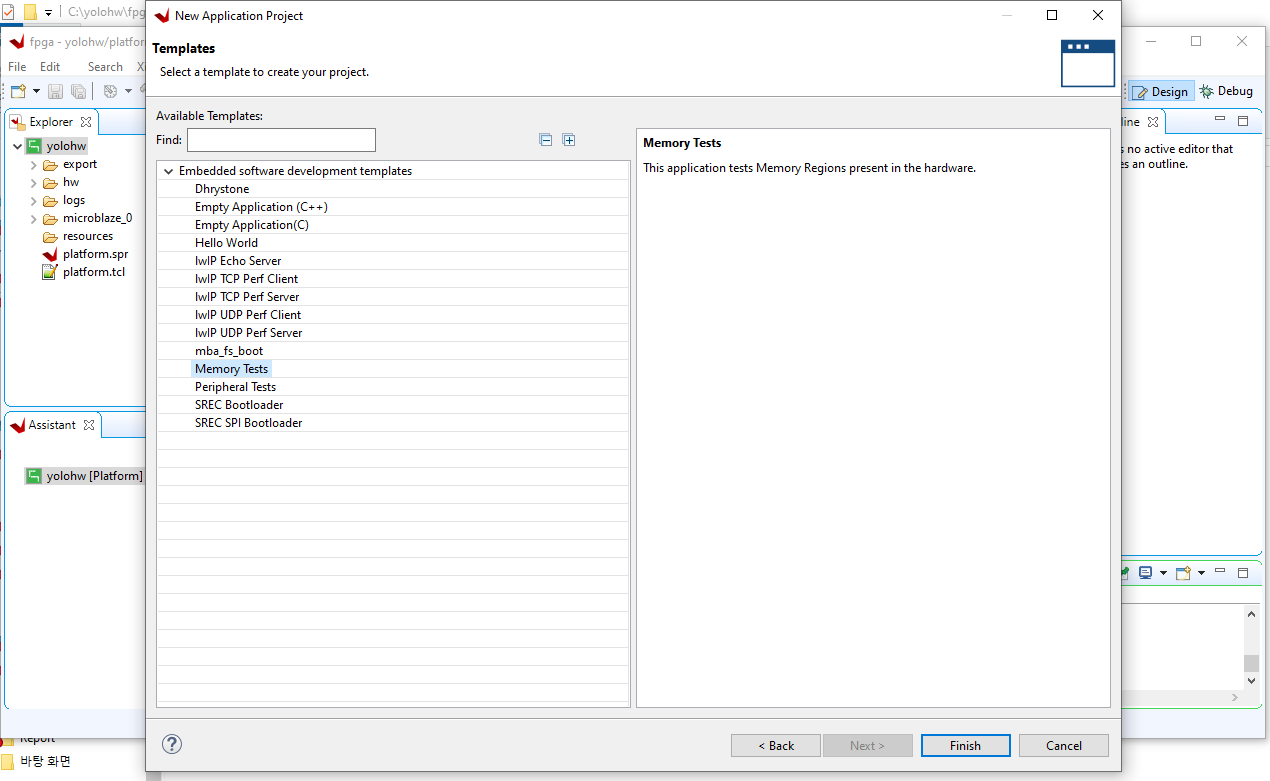 C:\yolohw\fpg
New Application Project
fpga - yolohw/platfor
File Edit Search
Templates
Select a template to create your project.
Design Debug
Explorer
yolohw
export
hw
logs
microblaze_0
resources
platform.spr
platform.tcl
Available Templates:
Find:
Embedded software development templates
Dhrystone
Empty Application (C++)
Empty Application(C)
Hello World
lwIP Echo Server
lwIP TCP Perf Client
lwIP TCP Perf Server
lwIP UDP Perf Client
lwIP UDP Perf Server
mba_fs_boot
Memory Tests
Peripheral Tests
SREC Bootloader
SREC SPI Bootloader
Memory Tests
This application tests Memory Regions present in the hardware.
line
s no active editor that
es an outline.
Assistant
yolohw [Platform]
< Back Next > Finish Cancel
Report
바탕 화면